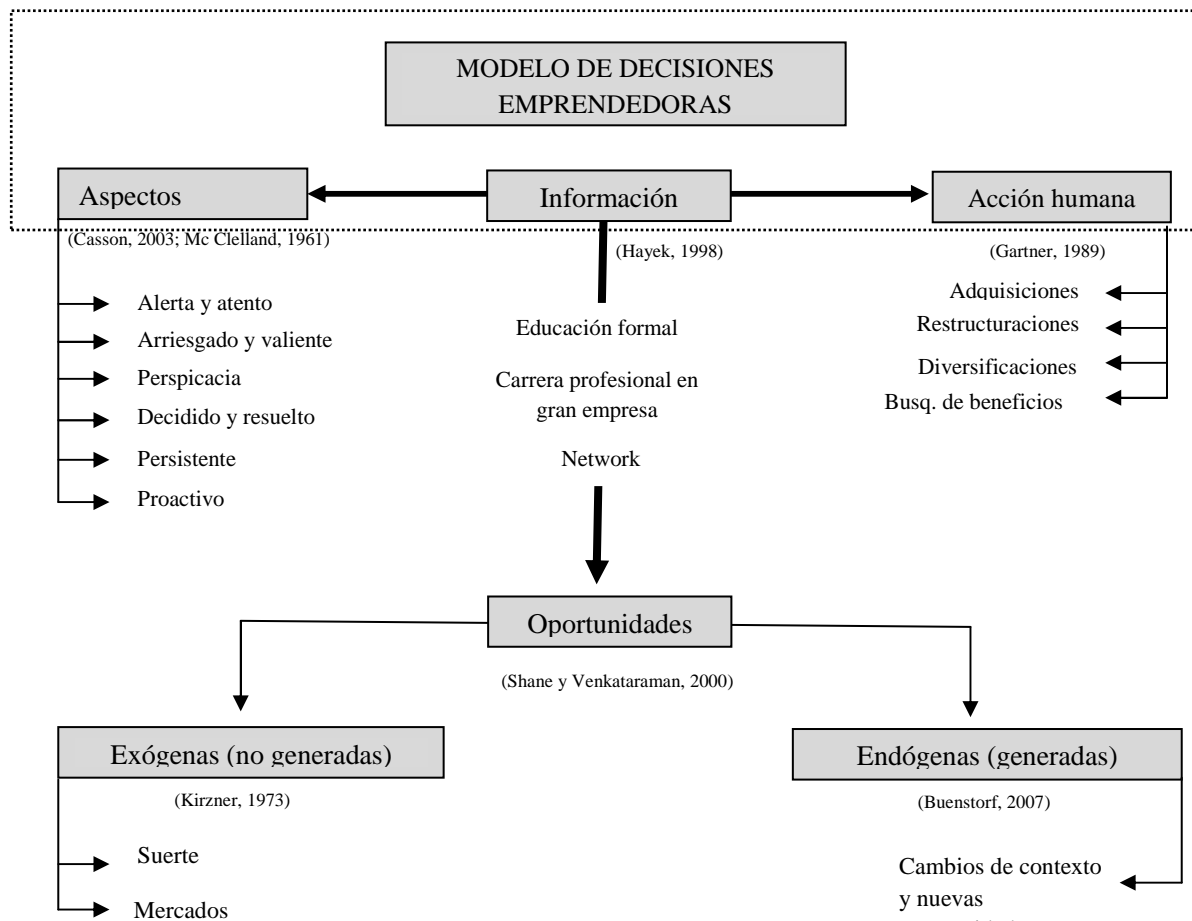 MODELO DE DECISIONES
EMPRENDEDORAS
Aspectos
Información
Acción humana
(Casson, 2003; Mc Clelland, 1961)
(Hayek, 1998)
(Gartner, 1989)
Alerta y atento
Arriesgado y valiente
Perspicacia
Decidido y resuelto
Persistente
Proactivo
Educación formal
Carrera profesional en
gran empresa
Network
Adquisiciones
Restructuraciones
Diversificaciones
Busq. de beneficios
Oportunidades
(Shane y Venkataraman, 2000)
Exógenas (no generadas)
(Kirzner, 1973)
Suerte
Mercados
Endógenas (generadas)
(Buenstorf, 2007)
Cambios de contexto
y nuevas